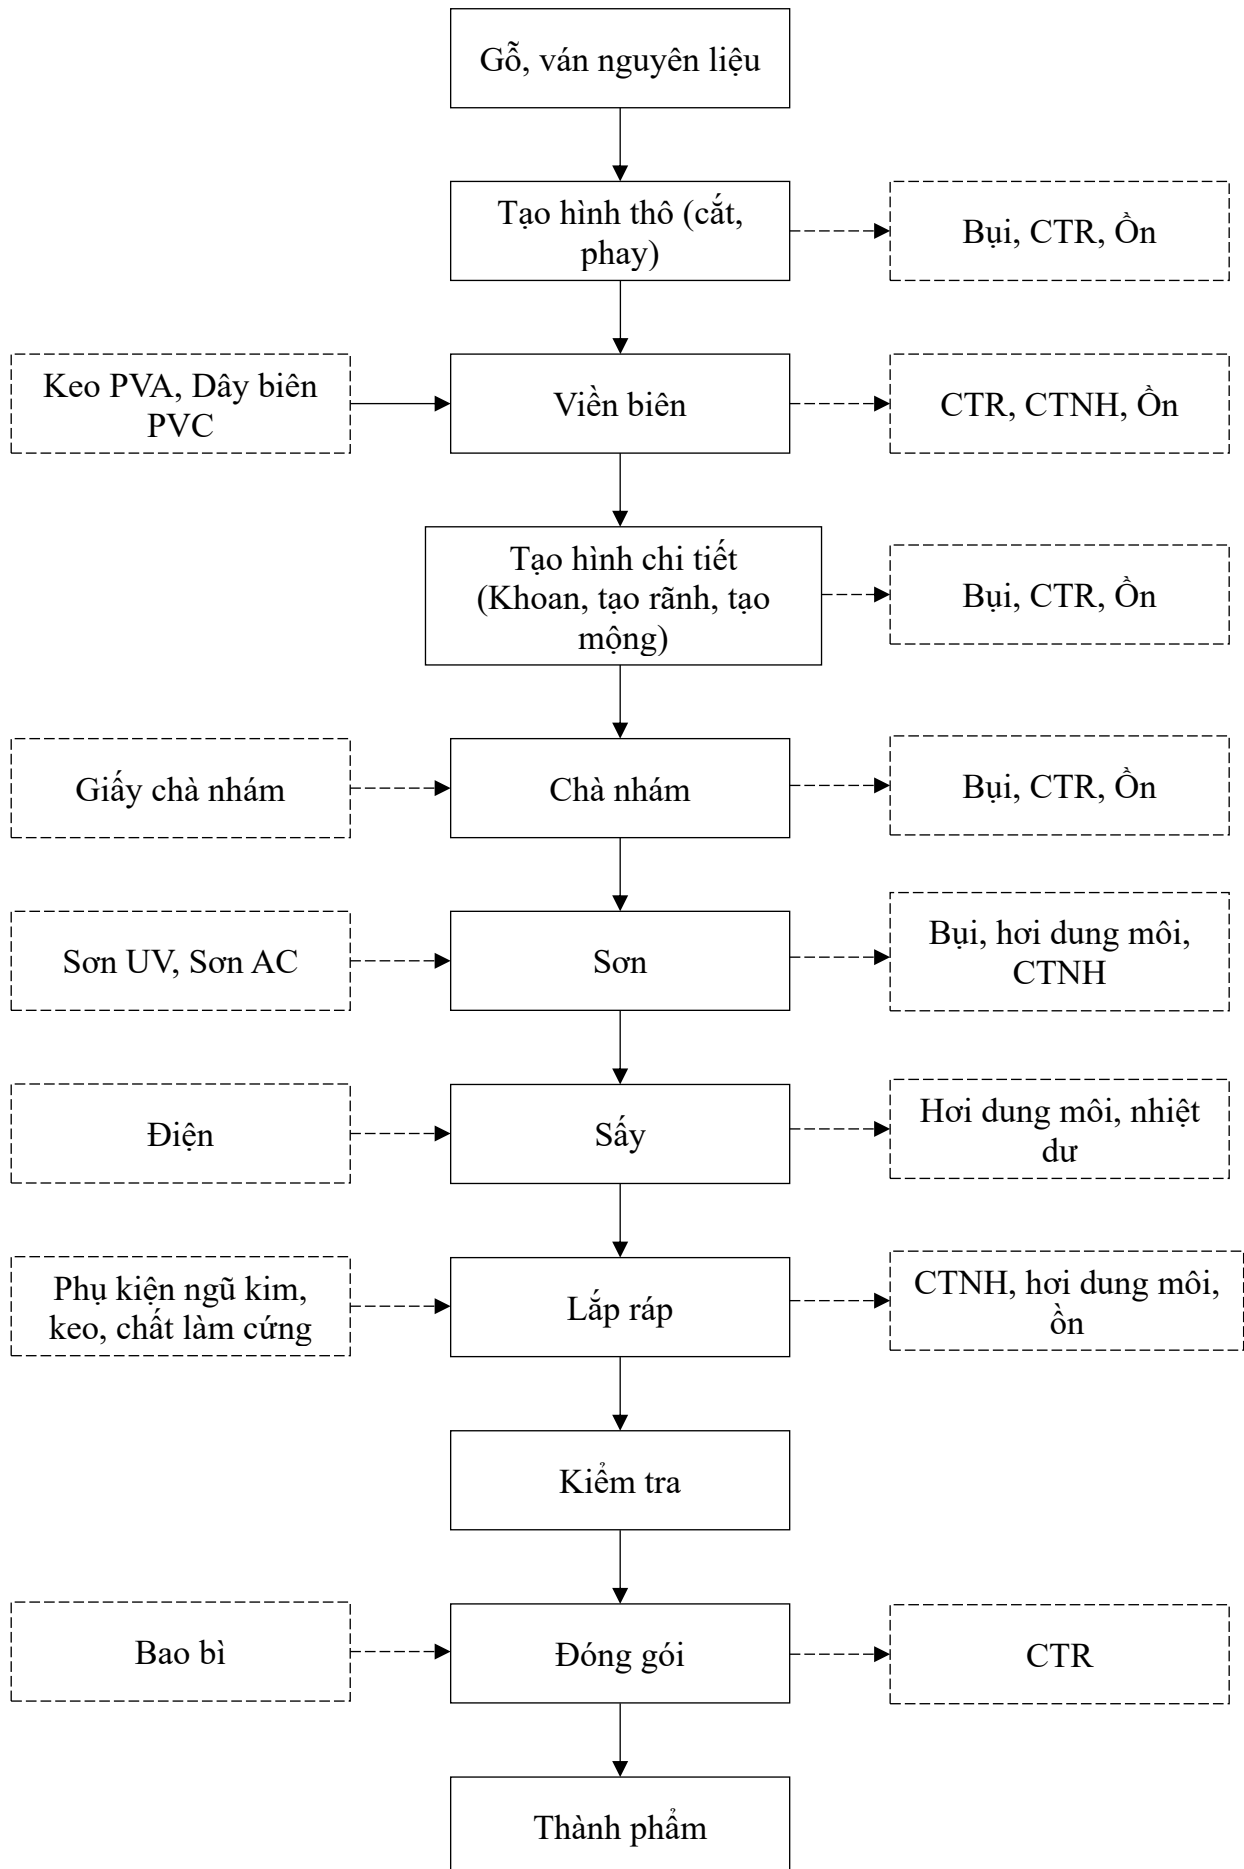 Gỗ, ván nguyên liệu
Tạo hình thô (cắt,
phay)
Bụi, CTR, Ồn
Keo PVA, Dây biên
PVC
Viền biên
CTR, CTNH, Ồn
Tạo hình chi tiết
(Khoan, tạo rãnh, tạo
mộng)
Bụi, CTR, Ồn
Giấy chà nhám
Chà nhám
Bụi, CTR, Ồn
Sơn UV, Sơn AC
Sơn
Bụi, hơi dung môi,
CTNH
Điện
Sấy
Hơi dung môi, nhiệt
dư
Phụ kiện ngũ kim,
keo, chất làm cứng
Lắp ráp
CTNH, hơi dung môi,
ồn
Kiểm tra
Bao bì
Đóng gói
CTR
Thành phẩm